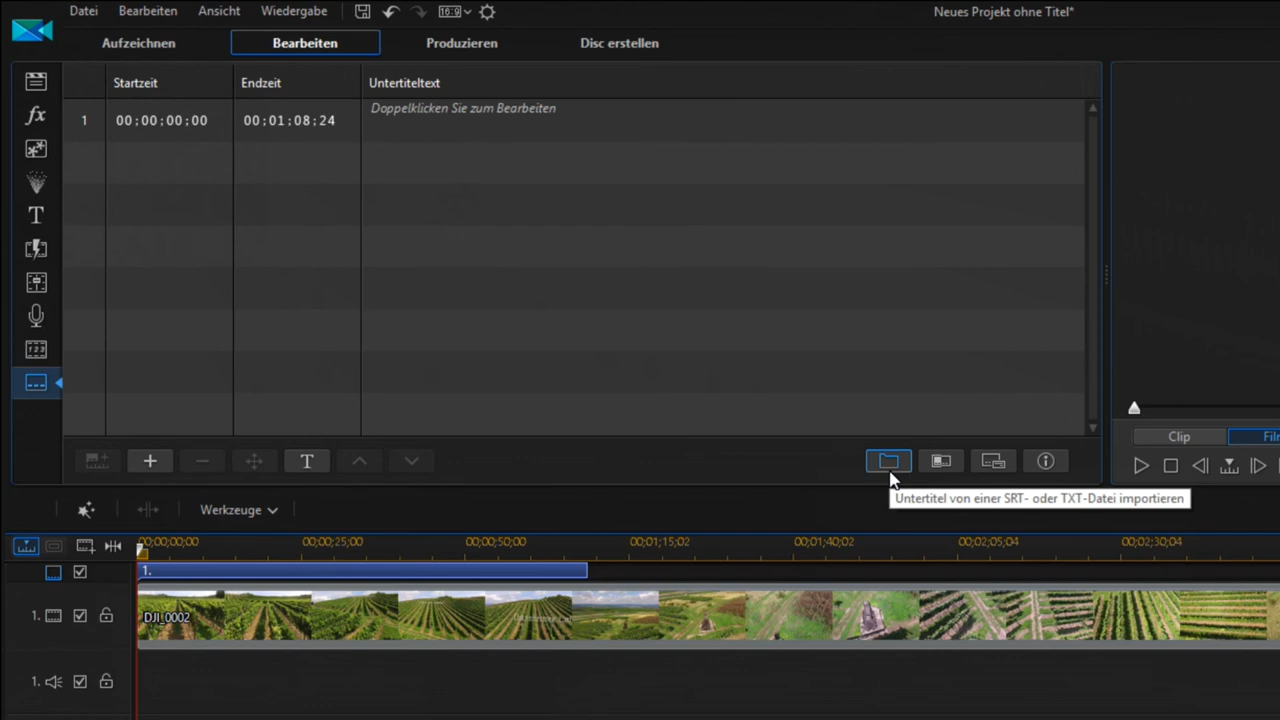 Datei Bearbeiten Ansicht Wiedergabe 16:9 Neues Projekt ohne Titel*
Aufzeichnen Bearbeiten Produzieren Disc erstellen
Startzeit Endzeit Untertiteltext
1 00;00;00;00 00;01;08;24 Doppelklicken Sie zum Bearbeiten
Clip Fil
Untertitel von einer SRT- oder TXT-Datei importieren
Werkzeuge
00;00;00;00 00;00;25;00 00;00;50;00 00;01;15;02 00;01;40;02 00;02;05;04 00;02;30;04
1.
1. DJI_0002
1.